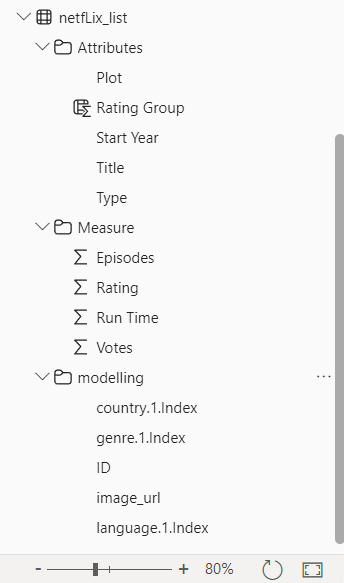 netfLix_list
Attributes
Plot
Rating Group
Start Year
Title
Type
Measure
Episodes
Rating
Run Time
Votes
modelling
country.1.Index
genre.1.Index
ID
image_url
language.1.Index
- + 80%